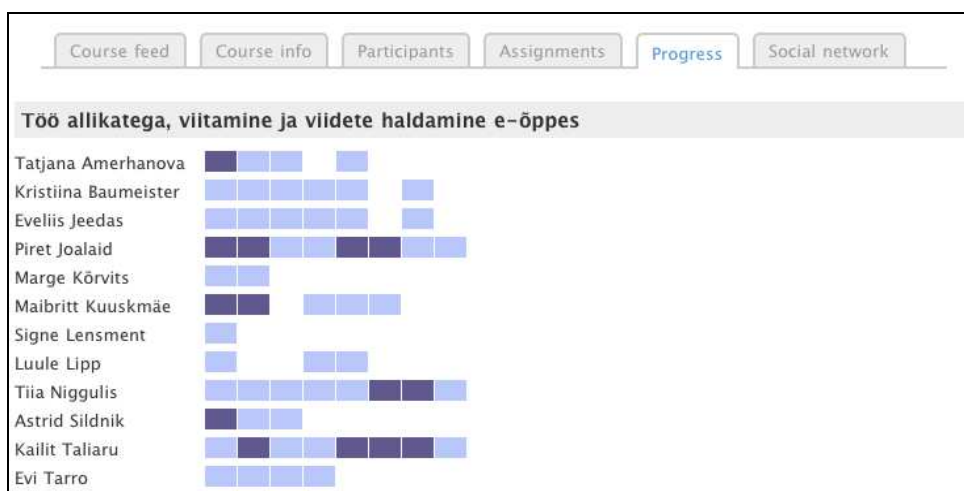 Course feed Course info Participants Assignments Progress Social network
Töö allikatega, viitamine ja viidete haldamine e-õppes
Tatjana Amerhanova
Kristiina Baumeister
Eveliis Jeedas
Piret Joalaid
Marge Kõrvits
Maibritt Kuuskmäe
Signe Lensment
Luule Lipp
Tiia Niggulis
Astrid Sildnik
Kailit Taliaru
Evi Tarro